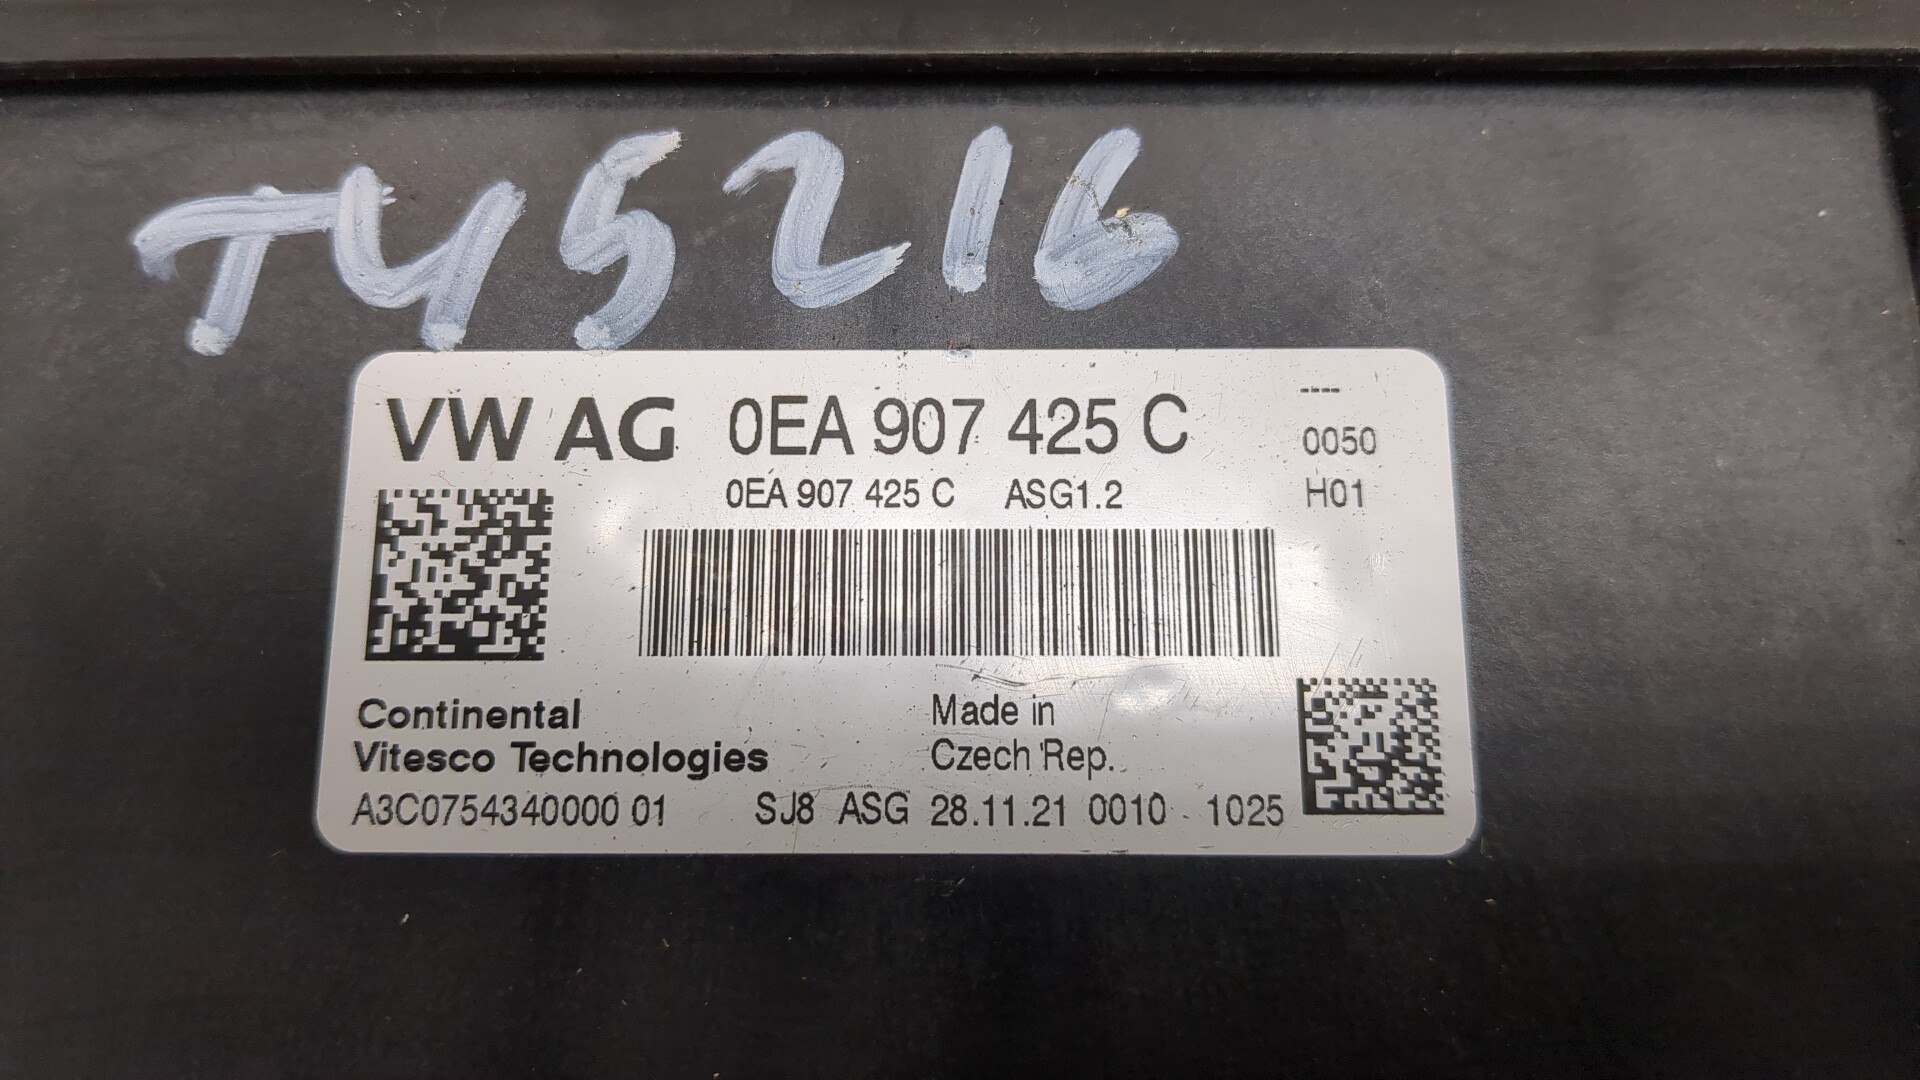 TY5216
VW AG 0EA 907 425 C ----
0050
0EA 907 425 C ASG1.2 H01
Continental
Vitesco Technologies
Made in
Czech Rep.
A3C0754340000 01 SJ8 ASG 28.11.21 0010 1025